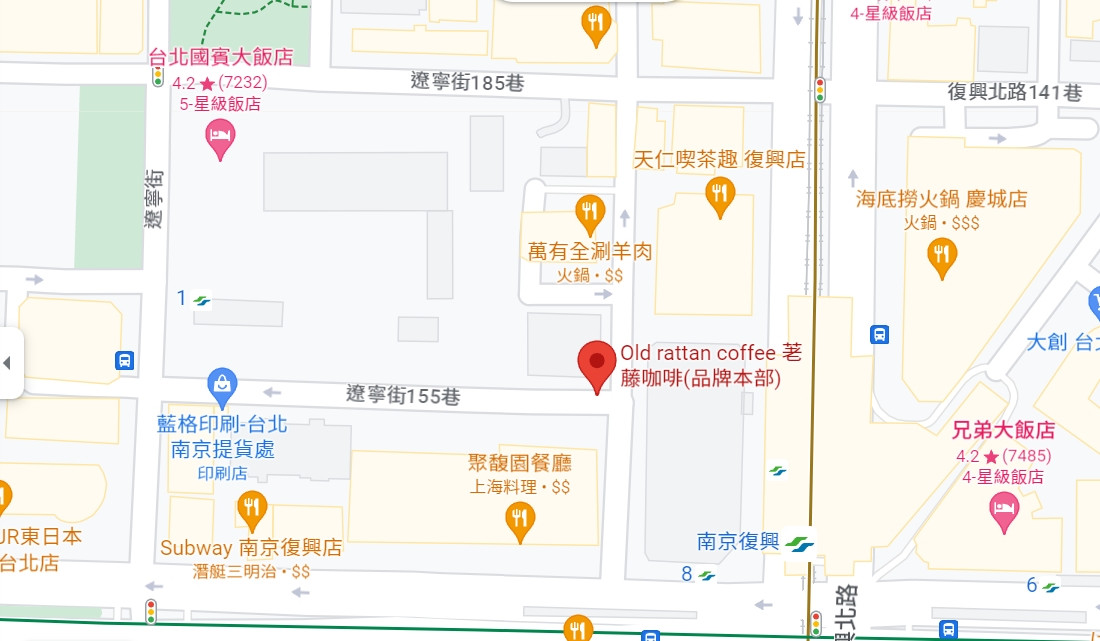 4-星級飯店
台北國賓大飯店
4.2★(7232)
5-星級飯店
遼寧街185巷
復興北路141巷
天仁喫茶趣 復興店
遼寧街
海底撈火鍋 慶城店
火鍋・$$$
萬有全涮羊肉
火鍋・$$
1
大創 台北
Old rattan coffee 荖
藤咖啡(品牌本部)
遼寧街155巷
藍格印刷-台北
南京提貨處
印刷店
兄弟大飯店
4.2★(7485)
4-星級飯店
聚馥園餐廳
上海料理・$$
JR東日本
台北店
Subway 南京復興店
潛艇三明治・$$
南京復興
8
6
興北路